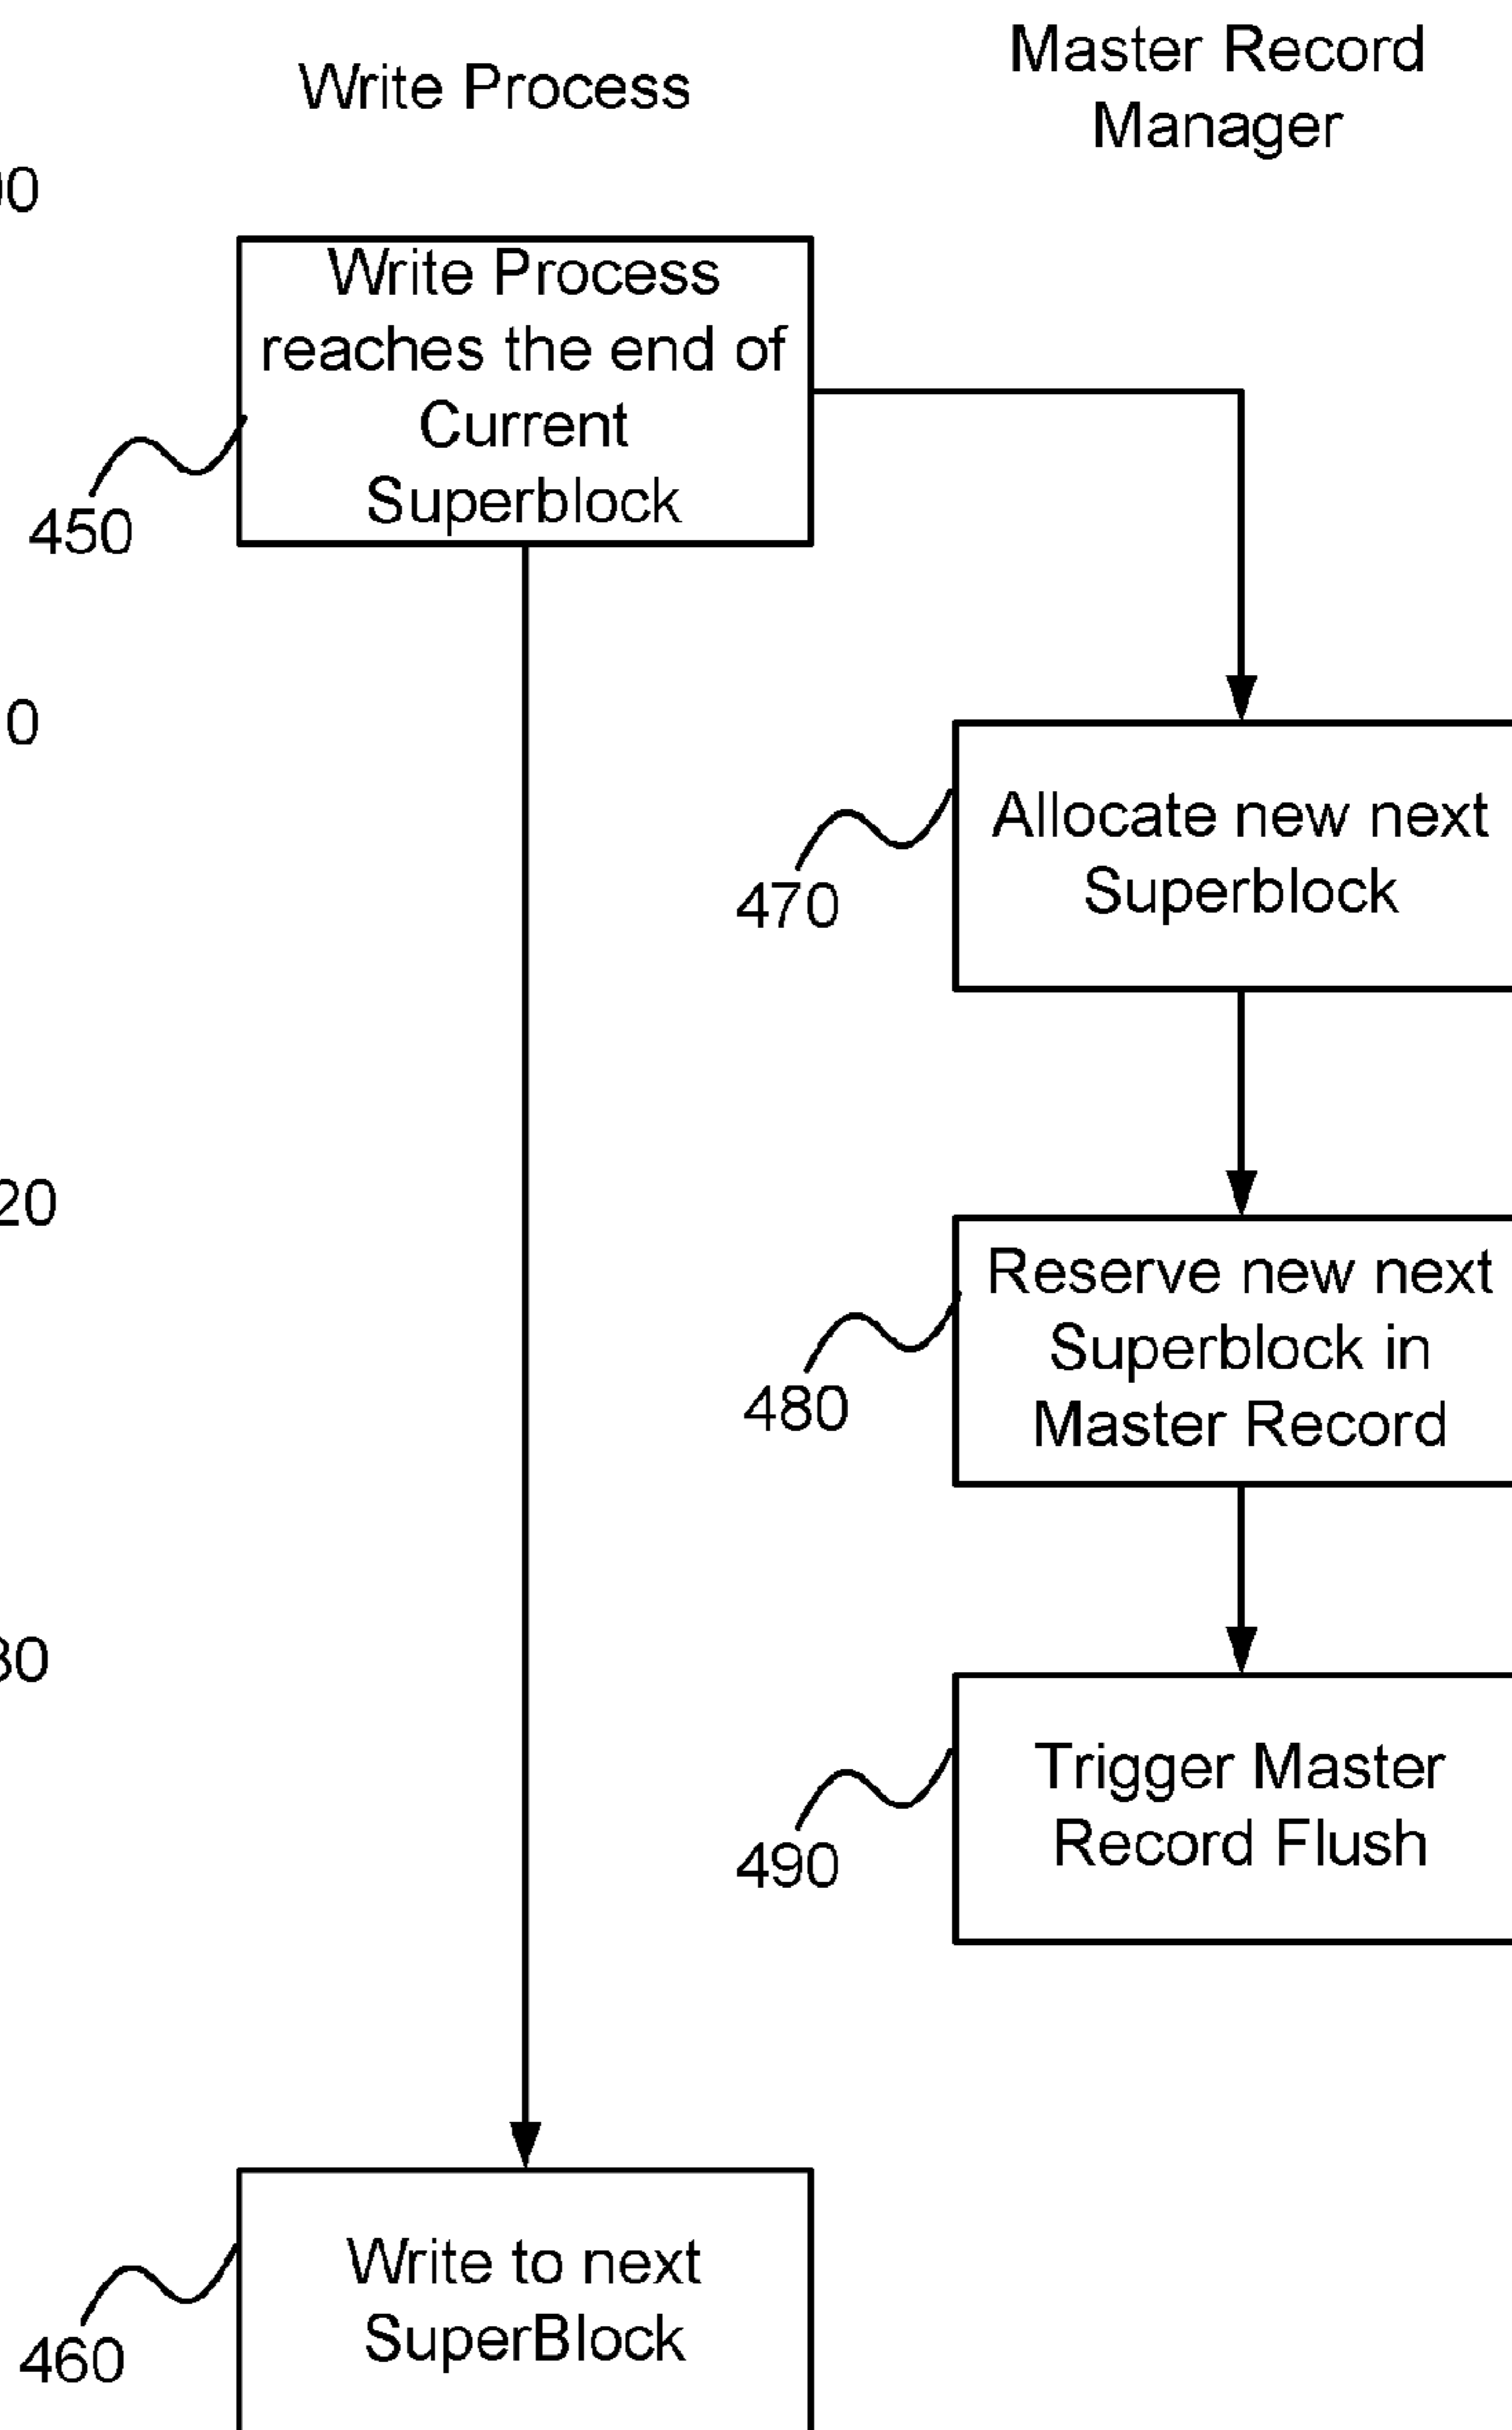 Write Process
Master Record
Manager
Write Process
reaches the end of
Current
Superblock
450
Allocate new next
Superblock
470
Reserve new next
Superblock in
Master Record
480
Trigger Master
Record Flush
490
Write to next
SuperBlock
460